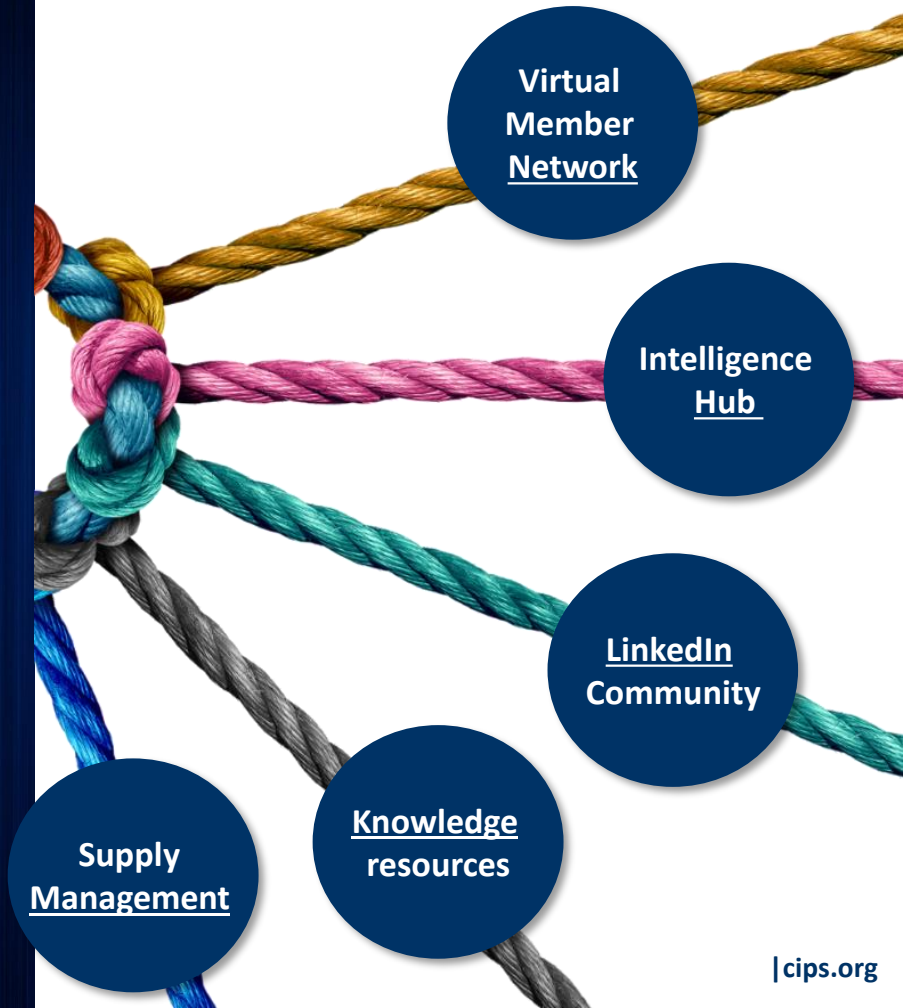 Virtual
Member
Network
Intelligence
Hub
LinkedIn
Community
Knowledge
resources
Supply
Management
|cips.org